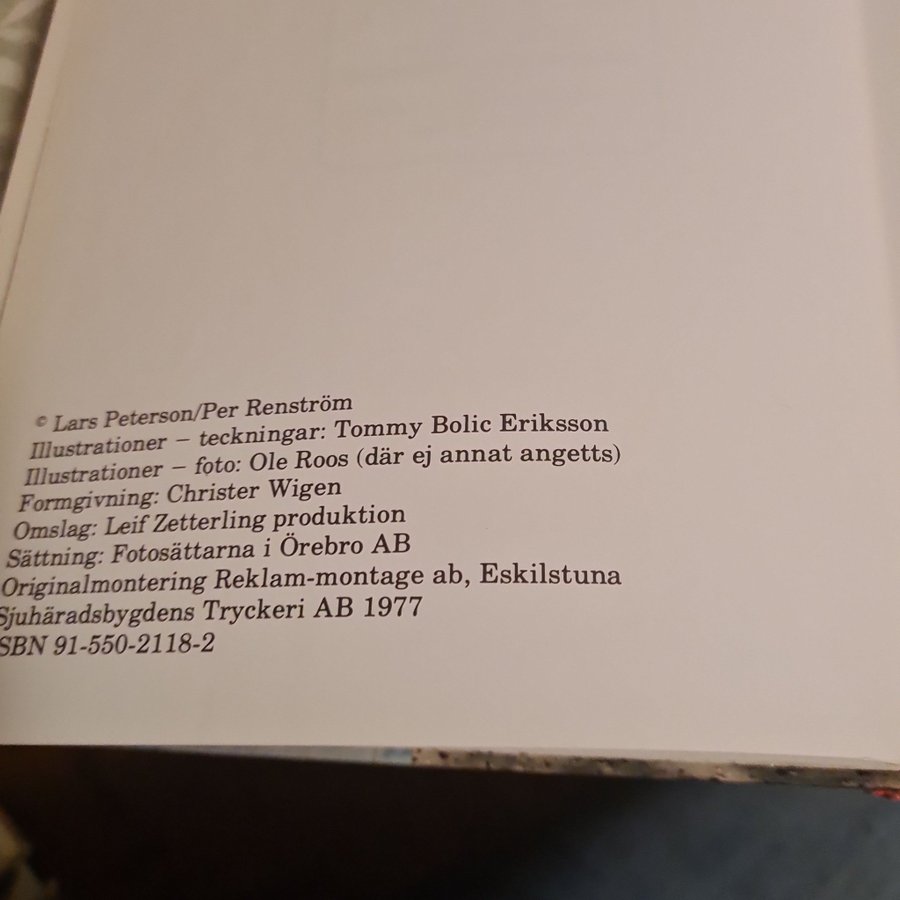 © Lars Peterson/Per Renström
Illustrationer – teckningar: Tommy Bolic Eriksson
Illustrationer – foto: Ole Roos (där ej annat angetts)
Formgivning: Christer Wigen
Omslag: Leif Zetterling produktion
Sättning: Fotosättarna i Örebro AB
Originalmontering Reklam-montage ab, Eskilstuna
Sjuhäradsbygdens Tryckeri AB 1977
SBN 91-550-2118-2